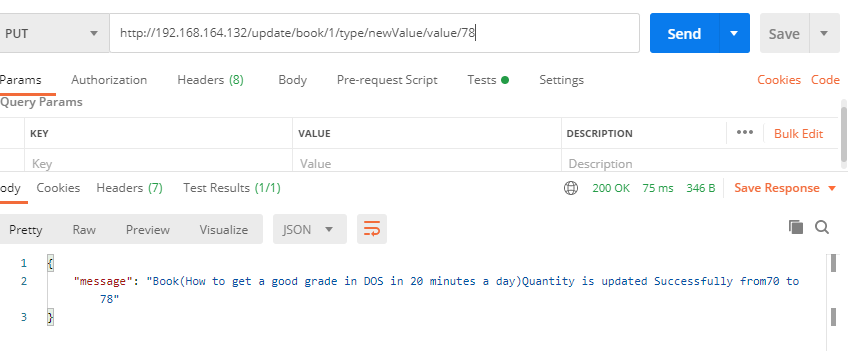 PUT http://192.168.164.132/update/book/1/type/newValue/value/78 Send Save
Params Authorization Headers (8) Body Pre-request Script Tests Settings Cookies Code
Query Params
KEY VALUE DESCRIPTION ••• Bulk Edit
Key Value Description
ody Cookies Headers (7) Test Results (1/1) 200 OK 75 ms 346 B Save Response
Pretty Raw Preview Visualize JSON
1 {
2 "message": "Book(How to get a good grade in DOS in 20 minutes a day)Quantity is updated Successfully from70 to
78"
3 }